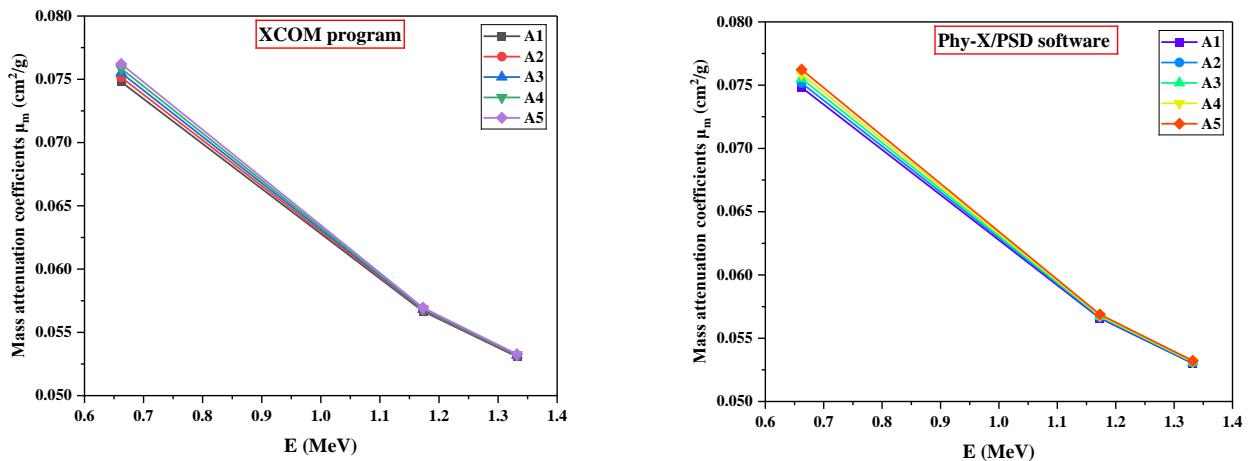 XCOM program
A1
A2
A3
A4
A5
0.080
0.075
0.070
0.065
0.060
0.055
0.050
Mass attenuation coefficients μm (cm2/g)
0.6 0.7 0.8 0.9 1.0 1.1 1.2 1.3 1.4
E (MeV)
Phy-X/PSD software
A1
A2
A3
A4
A5
0.080
0.075
0.070
0.065
0.060
0.055
0.050
Mass attenuation coefficients μm (cm2/g)
0.6 0.7 0.8 0.9 1.0 1.1 1.2 1.3 1.4
E (MeV)